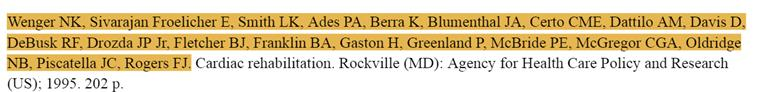 Wenger NK, Sivarajan Froelicher E, Smith LK, Ades PA, Berra K, Blumenthal JA, Certo CME, Dattilo AM, Davis D,
DeBusk RF, Drozda JP Jr, Fletcher BJ, Franklin BA, Gaston H, Greenland P, McBride PE, McGregor CGA, Oldridge
NB, Piscatella JC, Rogers FJ. Cardiac rehabilitation. Rockville (MD): Agency for Health Care Policy and Research
(US); 1995. 202 p.